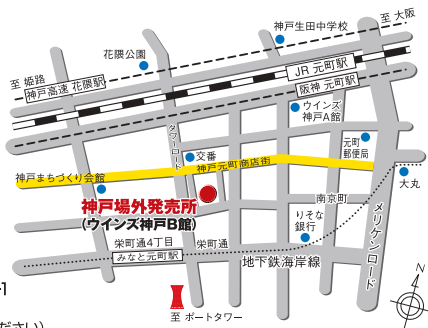 至 大阪
神戸生田中学校
花隈公園
至 姫路
神戸高速 花隈駅
JR 元町駅
阪神 元町駅
ウインズ
神戸A館
タワーロード
交番
元町
郵便局
神戸元町商店街
神戸まちづくり会館
大丸
神戸場外発売所
(ウインズ神戸B館)
南京町
メリケンロード
りそな
銀行
栄町通4丁目
栄町通
みなと元町駅
地下鉄海岸線
N
至 ポートタワー
ださい)